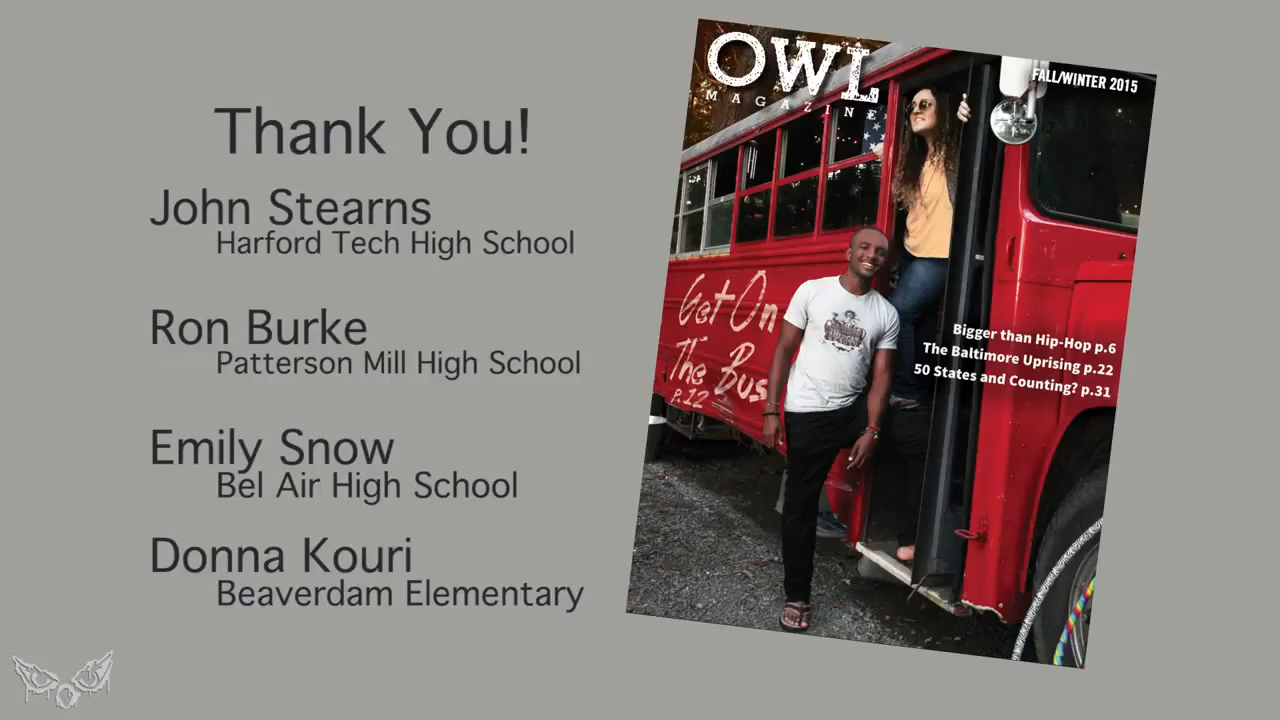 Thank You!
John Stearns
Harford Tech High School
Ron Burke
Patterson Mill High School
Emily Snow
Bel Air High School
Donna Kouri
Beaverdam Elementary
OWL
MAGAZINE
FALL/WINTER 2015
Get On
The Bus
p.12
Bigger than Hip-Hop p.6
The Baltimore Uprising p.22
50 States and Counting? p.31